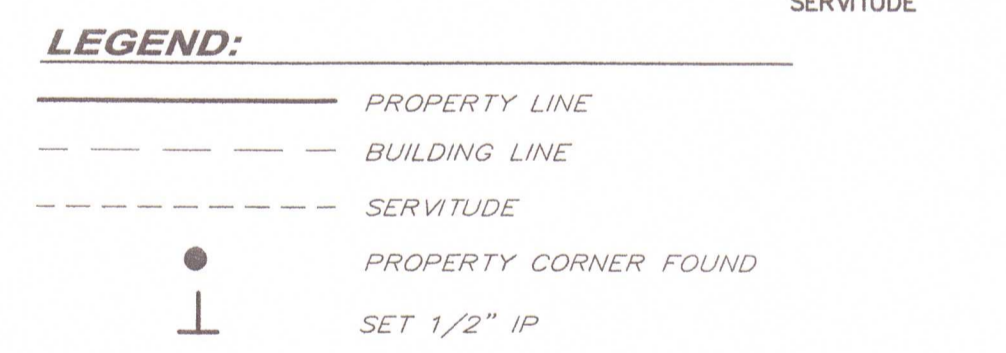 SERVITUDE
LEGEND:
PROPERTY LINE
BUILDING LINE
SERVITUDE
PROPERTY CORNER FOUND
SET 1/2" IP